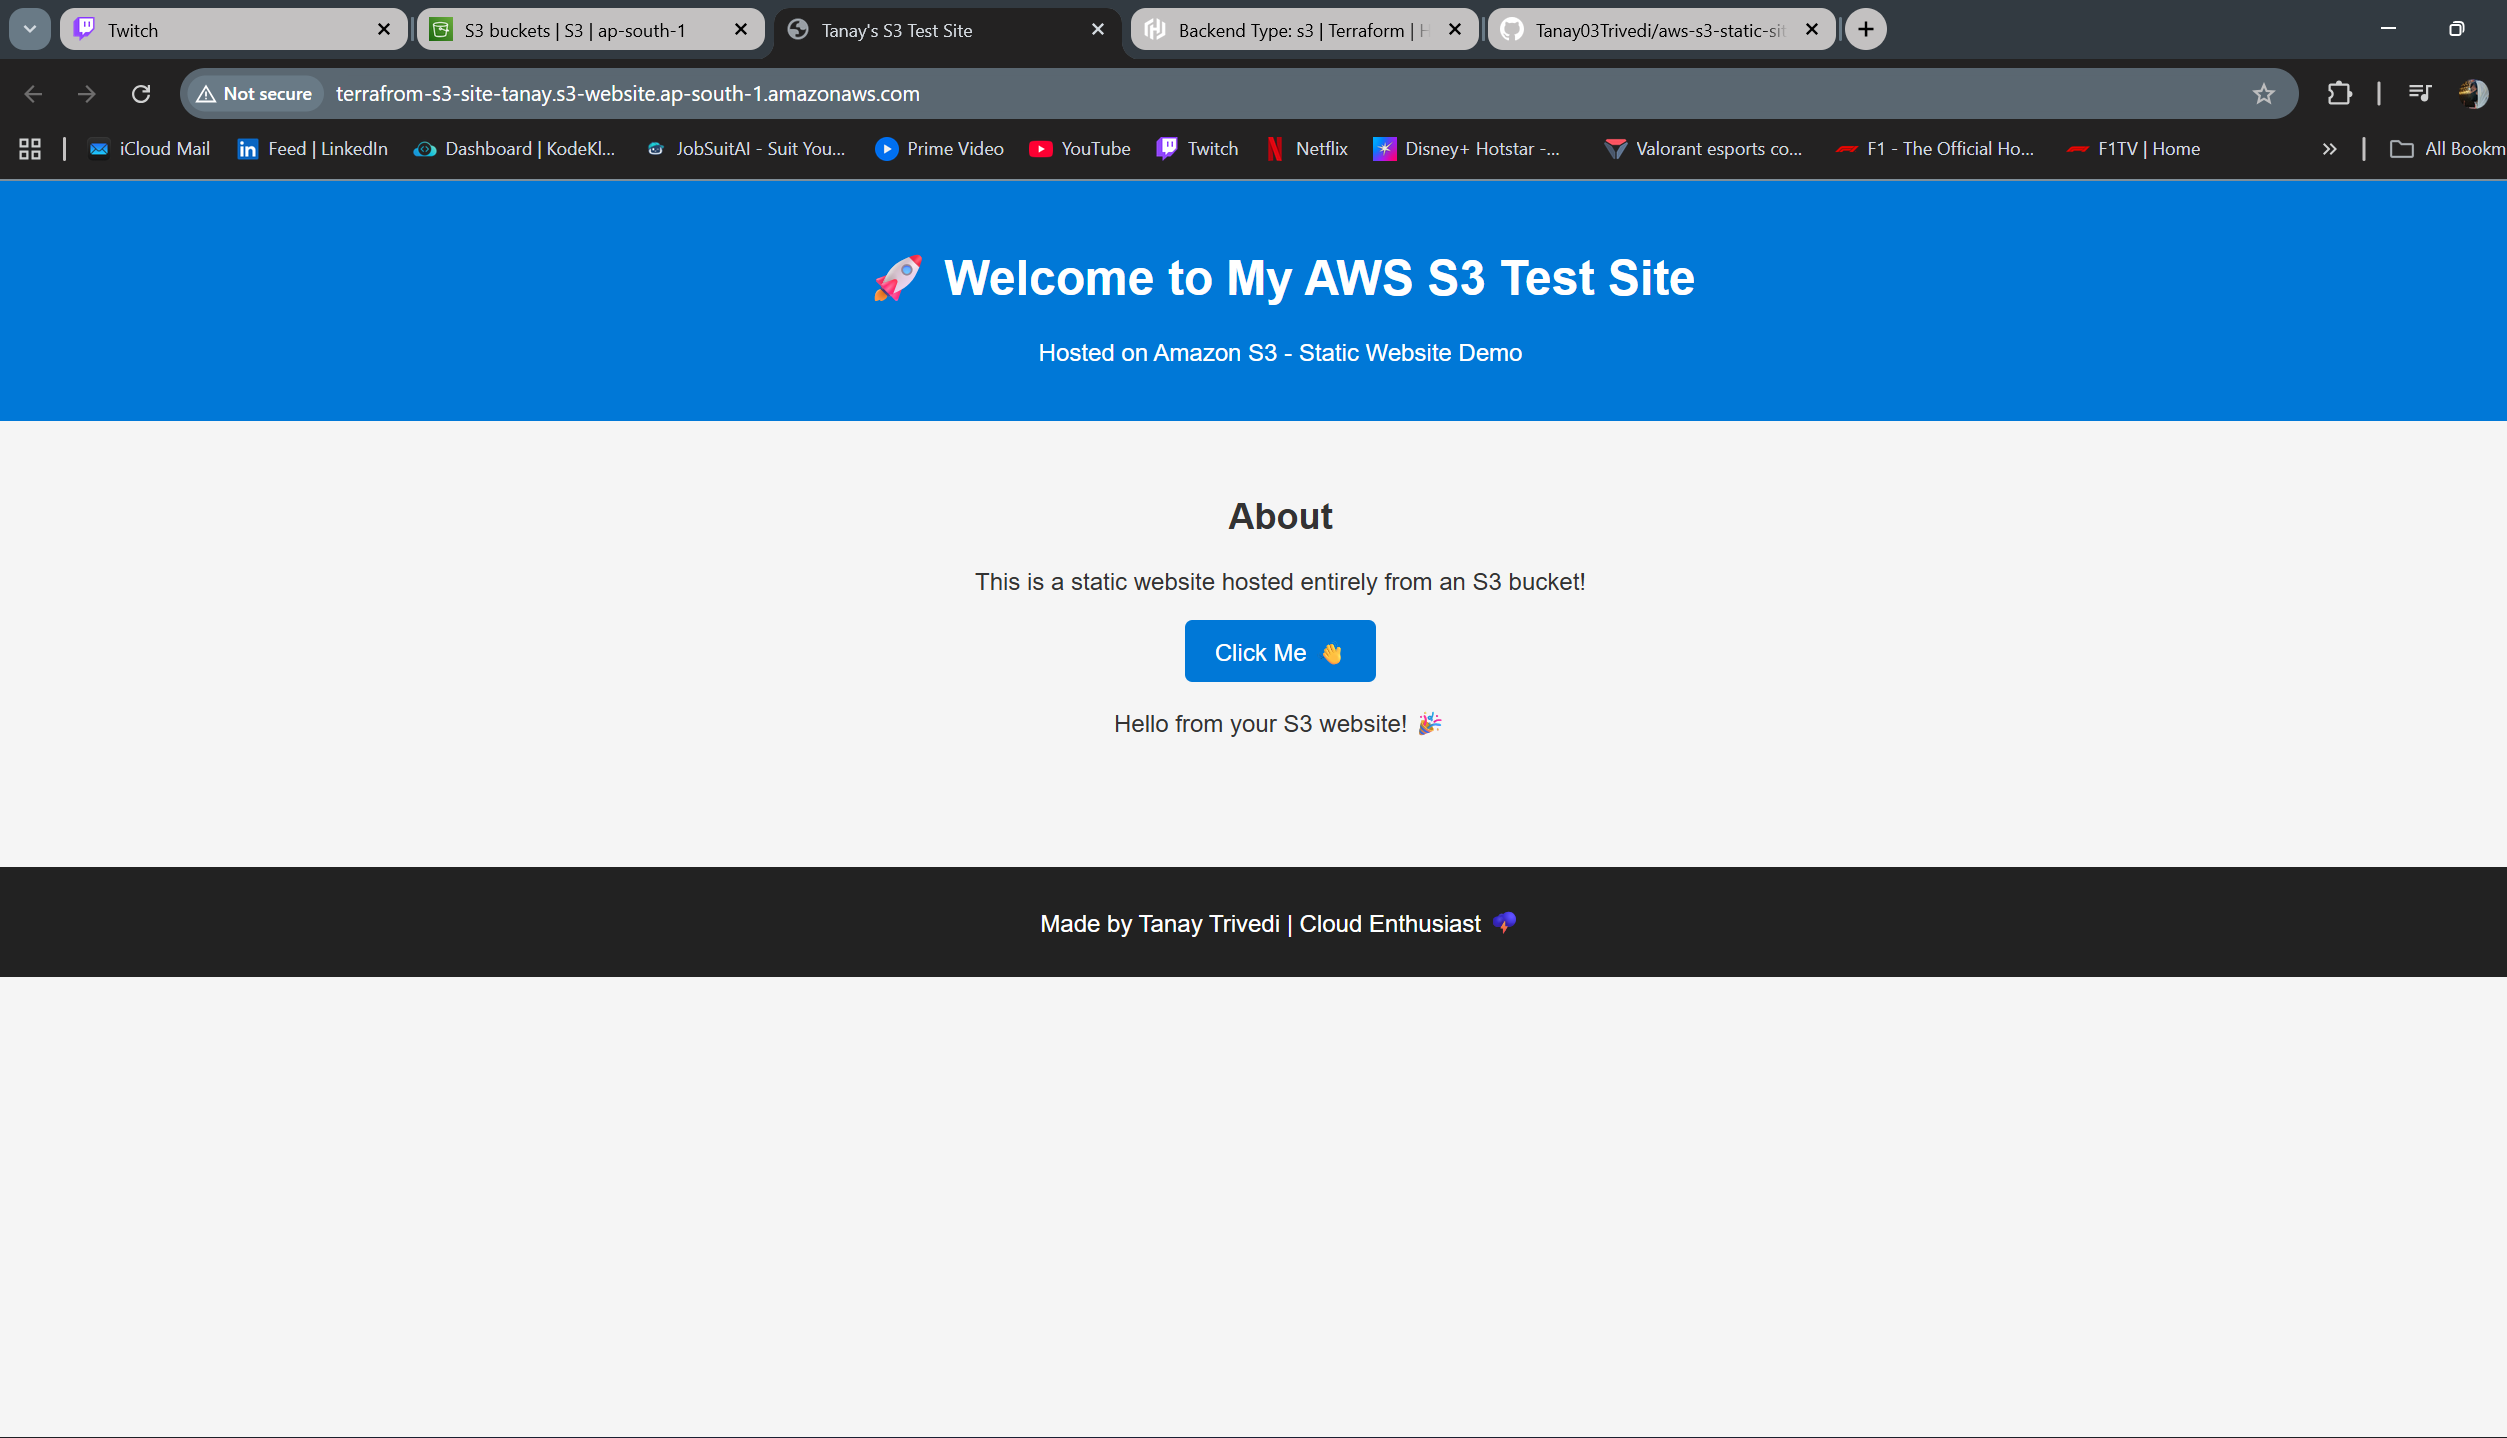 Twitch
S3 buckets | S3 | ap-south-1
Tanay's S3 Test Site
Backend Type: s3 | Terraform | H
Tanay03Trivedi/aws-s3-static-sit
Not secure
terrafrom-s3-site-tanay.s3-website.ap-south-1.amazonaws.com
iCloud Mail
Feed | LinkedIn
Dashboard | KodeKl...
JobSuitAI - Suit You...
Prime Video
YouTube
Twitch
Netflix
Disney+ Hotstar -...
Valorant esports co...
F1 - The Official Ho...
F1TV | Home
All Bookm
🚀 Welcome to My AWS S3 Test Site
Hosted on Amazon S3 - Static Website Demo
About
This is a static website hosted entirely from an S3 bucket!
Click Me 👋
Hello from your S3 website! 🎉
Made by Tanay Trivedi | Cloud Enthusiast 🌩️